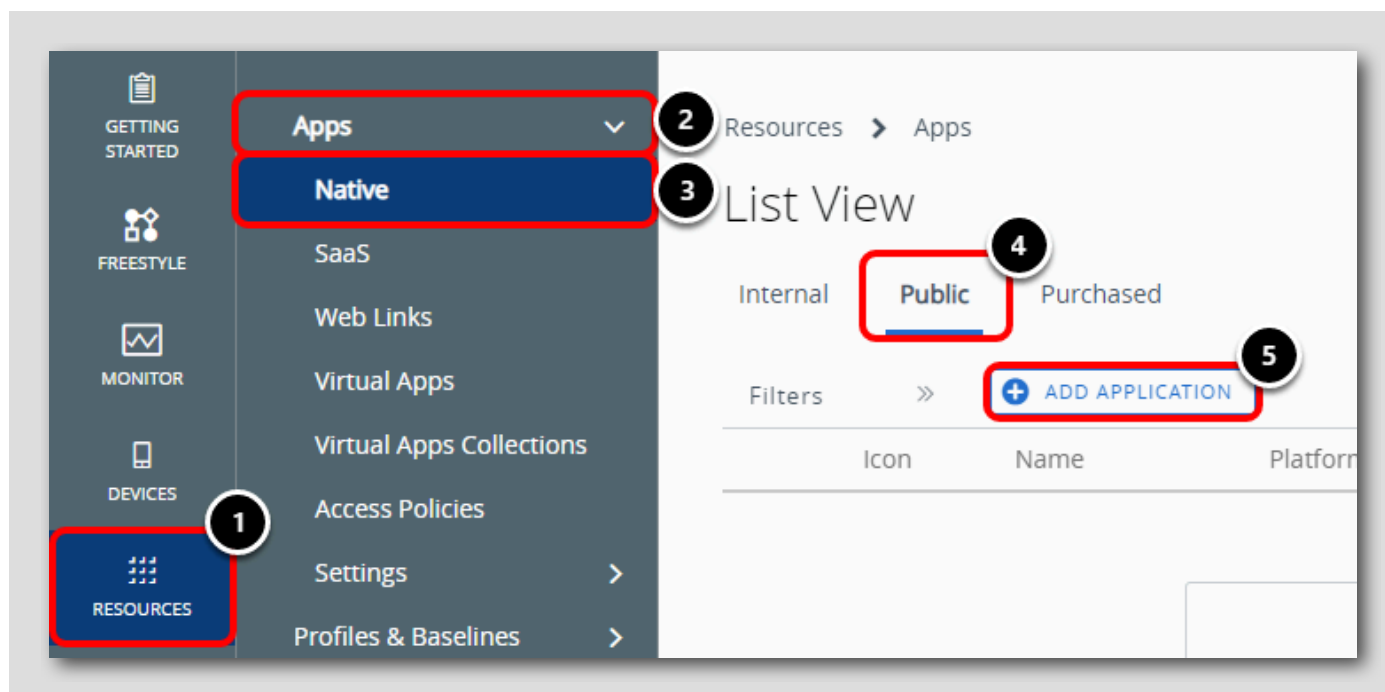 GETTING
STARTED
FREESTYLE
MONITOR
DEVICES
1
RESOURCES
Apps
2
Native
3
SaaS
Web Links
Virtual Apps
Virtual Apps Collections
Access Policies
Settings
Profiles & Baselines
Resources > Apps
List View
4
Internal Public Purchased
5
Filters » ADD APPLICATION
Icon Name Platform